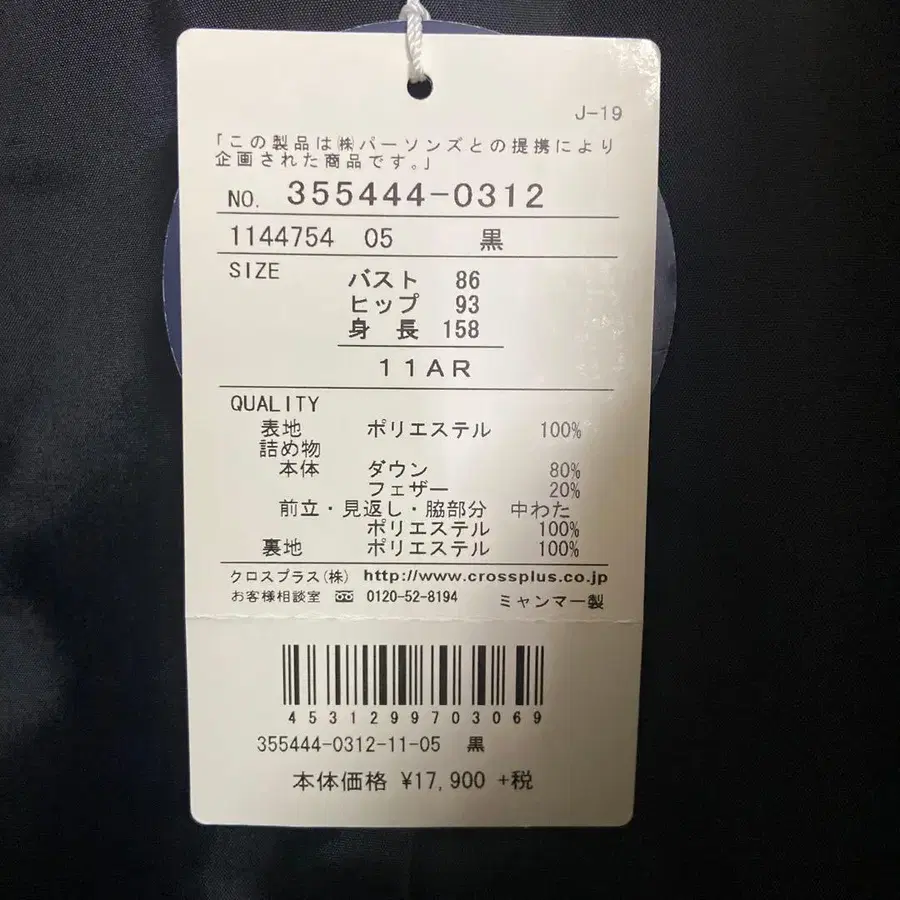 J-19
「この製品は㈱パーソンズとの提携により
企画された商品です。」
NO. 355444-0312
1144754 05 黒
SIZE バスト 86
ヒップ 93
身 長 158
11AR
QUALITY
表地 ポリエステル 100%
詰め物
本体 ダウン 80%
フェザー 20%
前立・見返し・脇部分 中わた
ポリエステル 100%
裏地 ポリエステル 100%
クロスプラス(株) http://www.crossplus.co.jp
お客様相談室 0120-52-8194 ミャンマー製
4531299703069
355444-0312-11-05 黒
本体価格 ¥17,900 +税